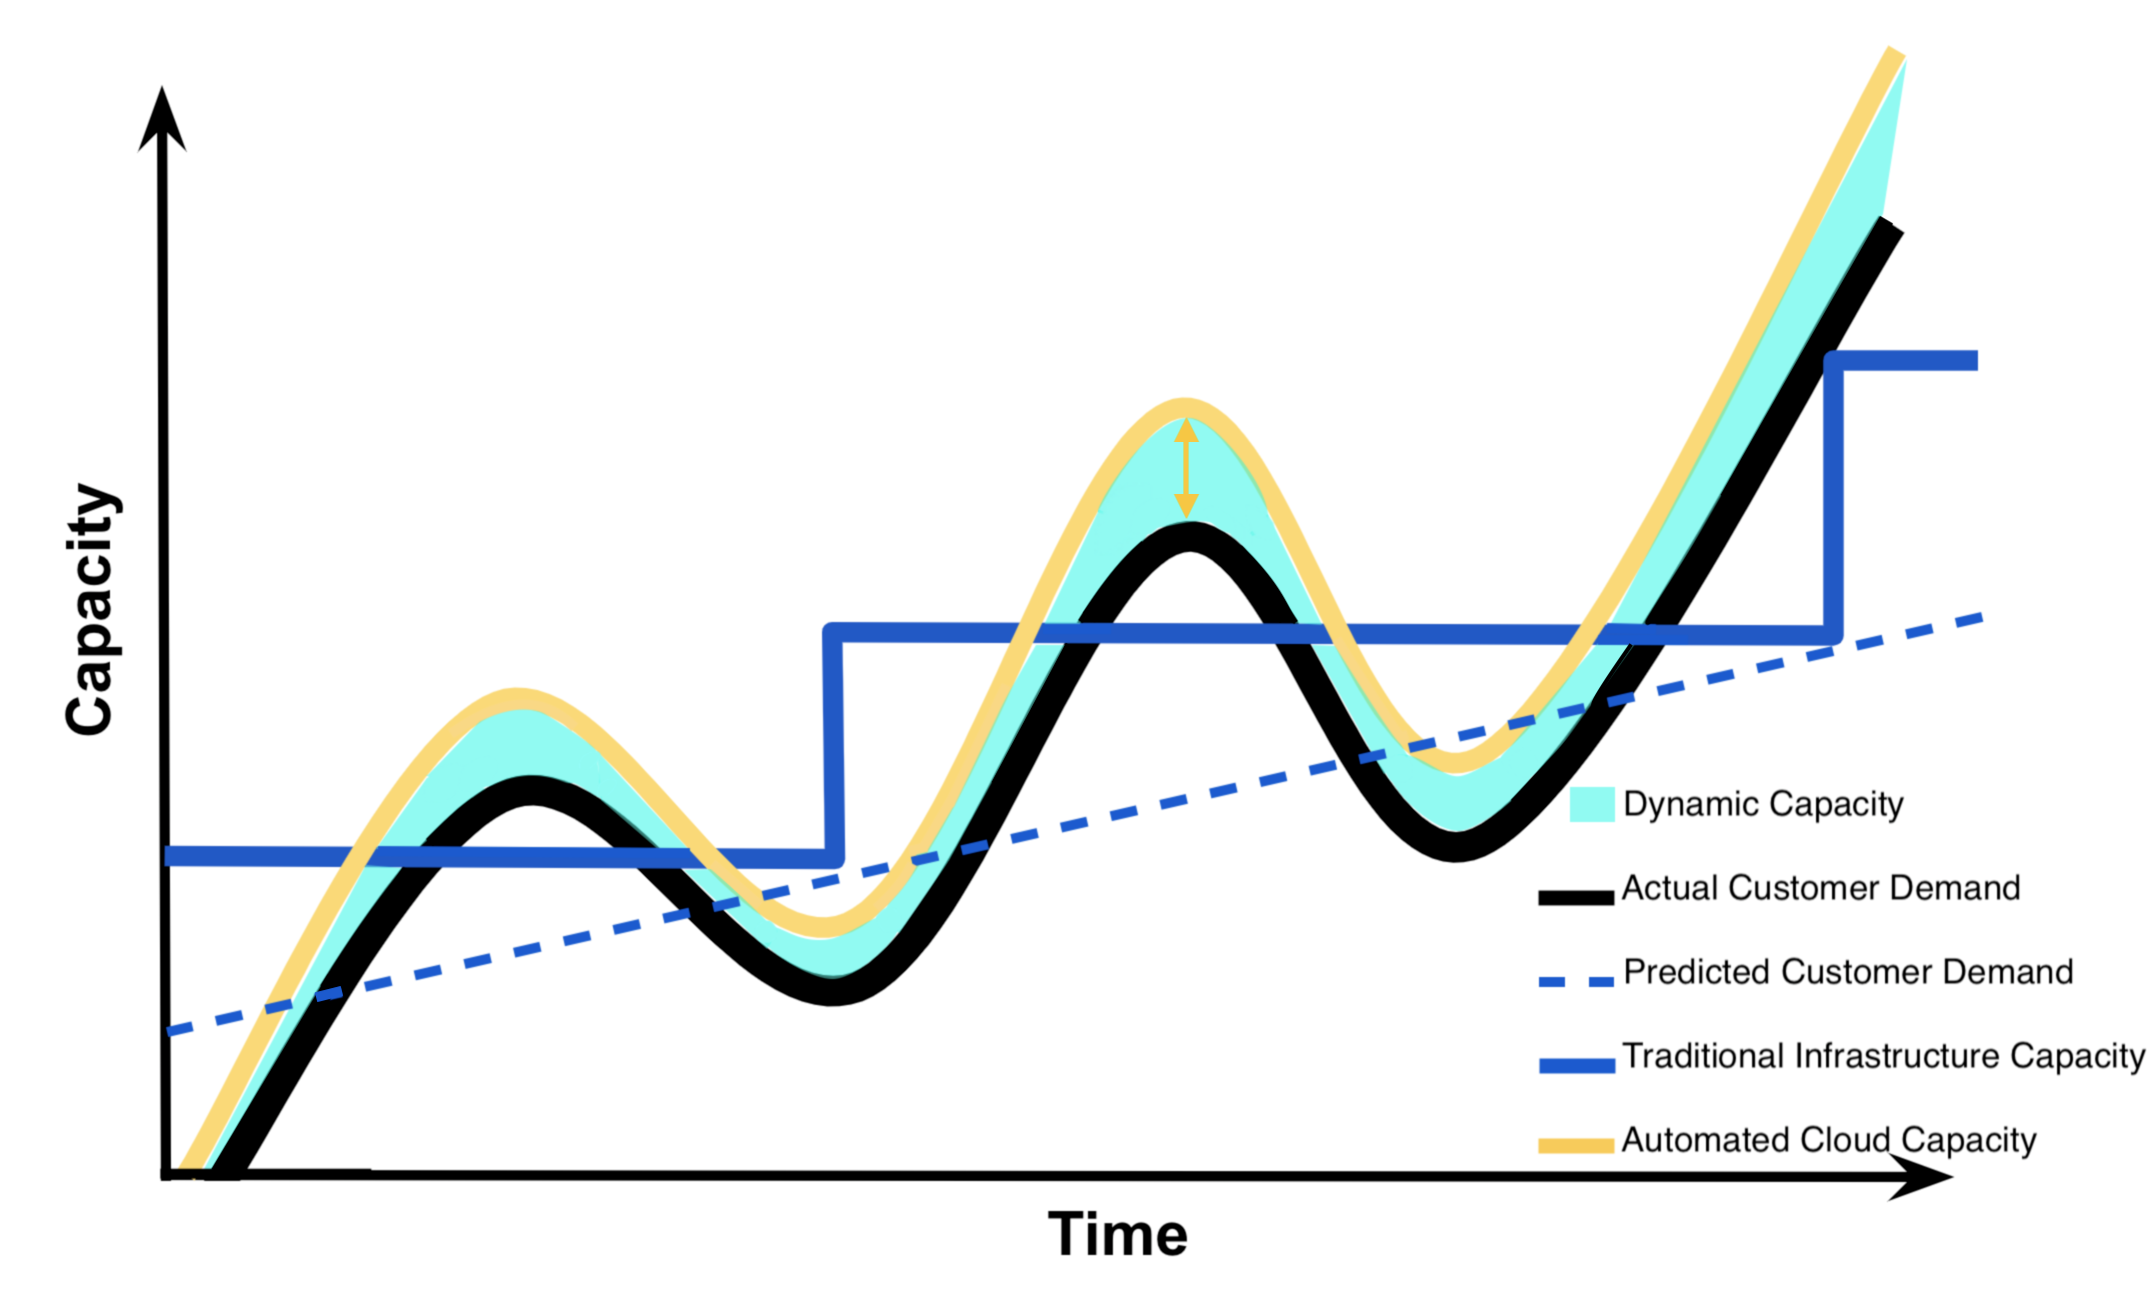 Capacity
Dynamic Capacity
Actual Customer Demand
Predicted Customer Demand
Traditional Infrastructure Capacity
Automated Cloud Capacity
Time